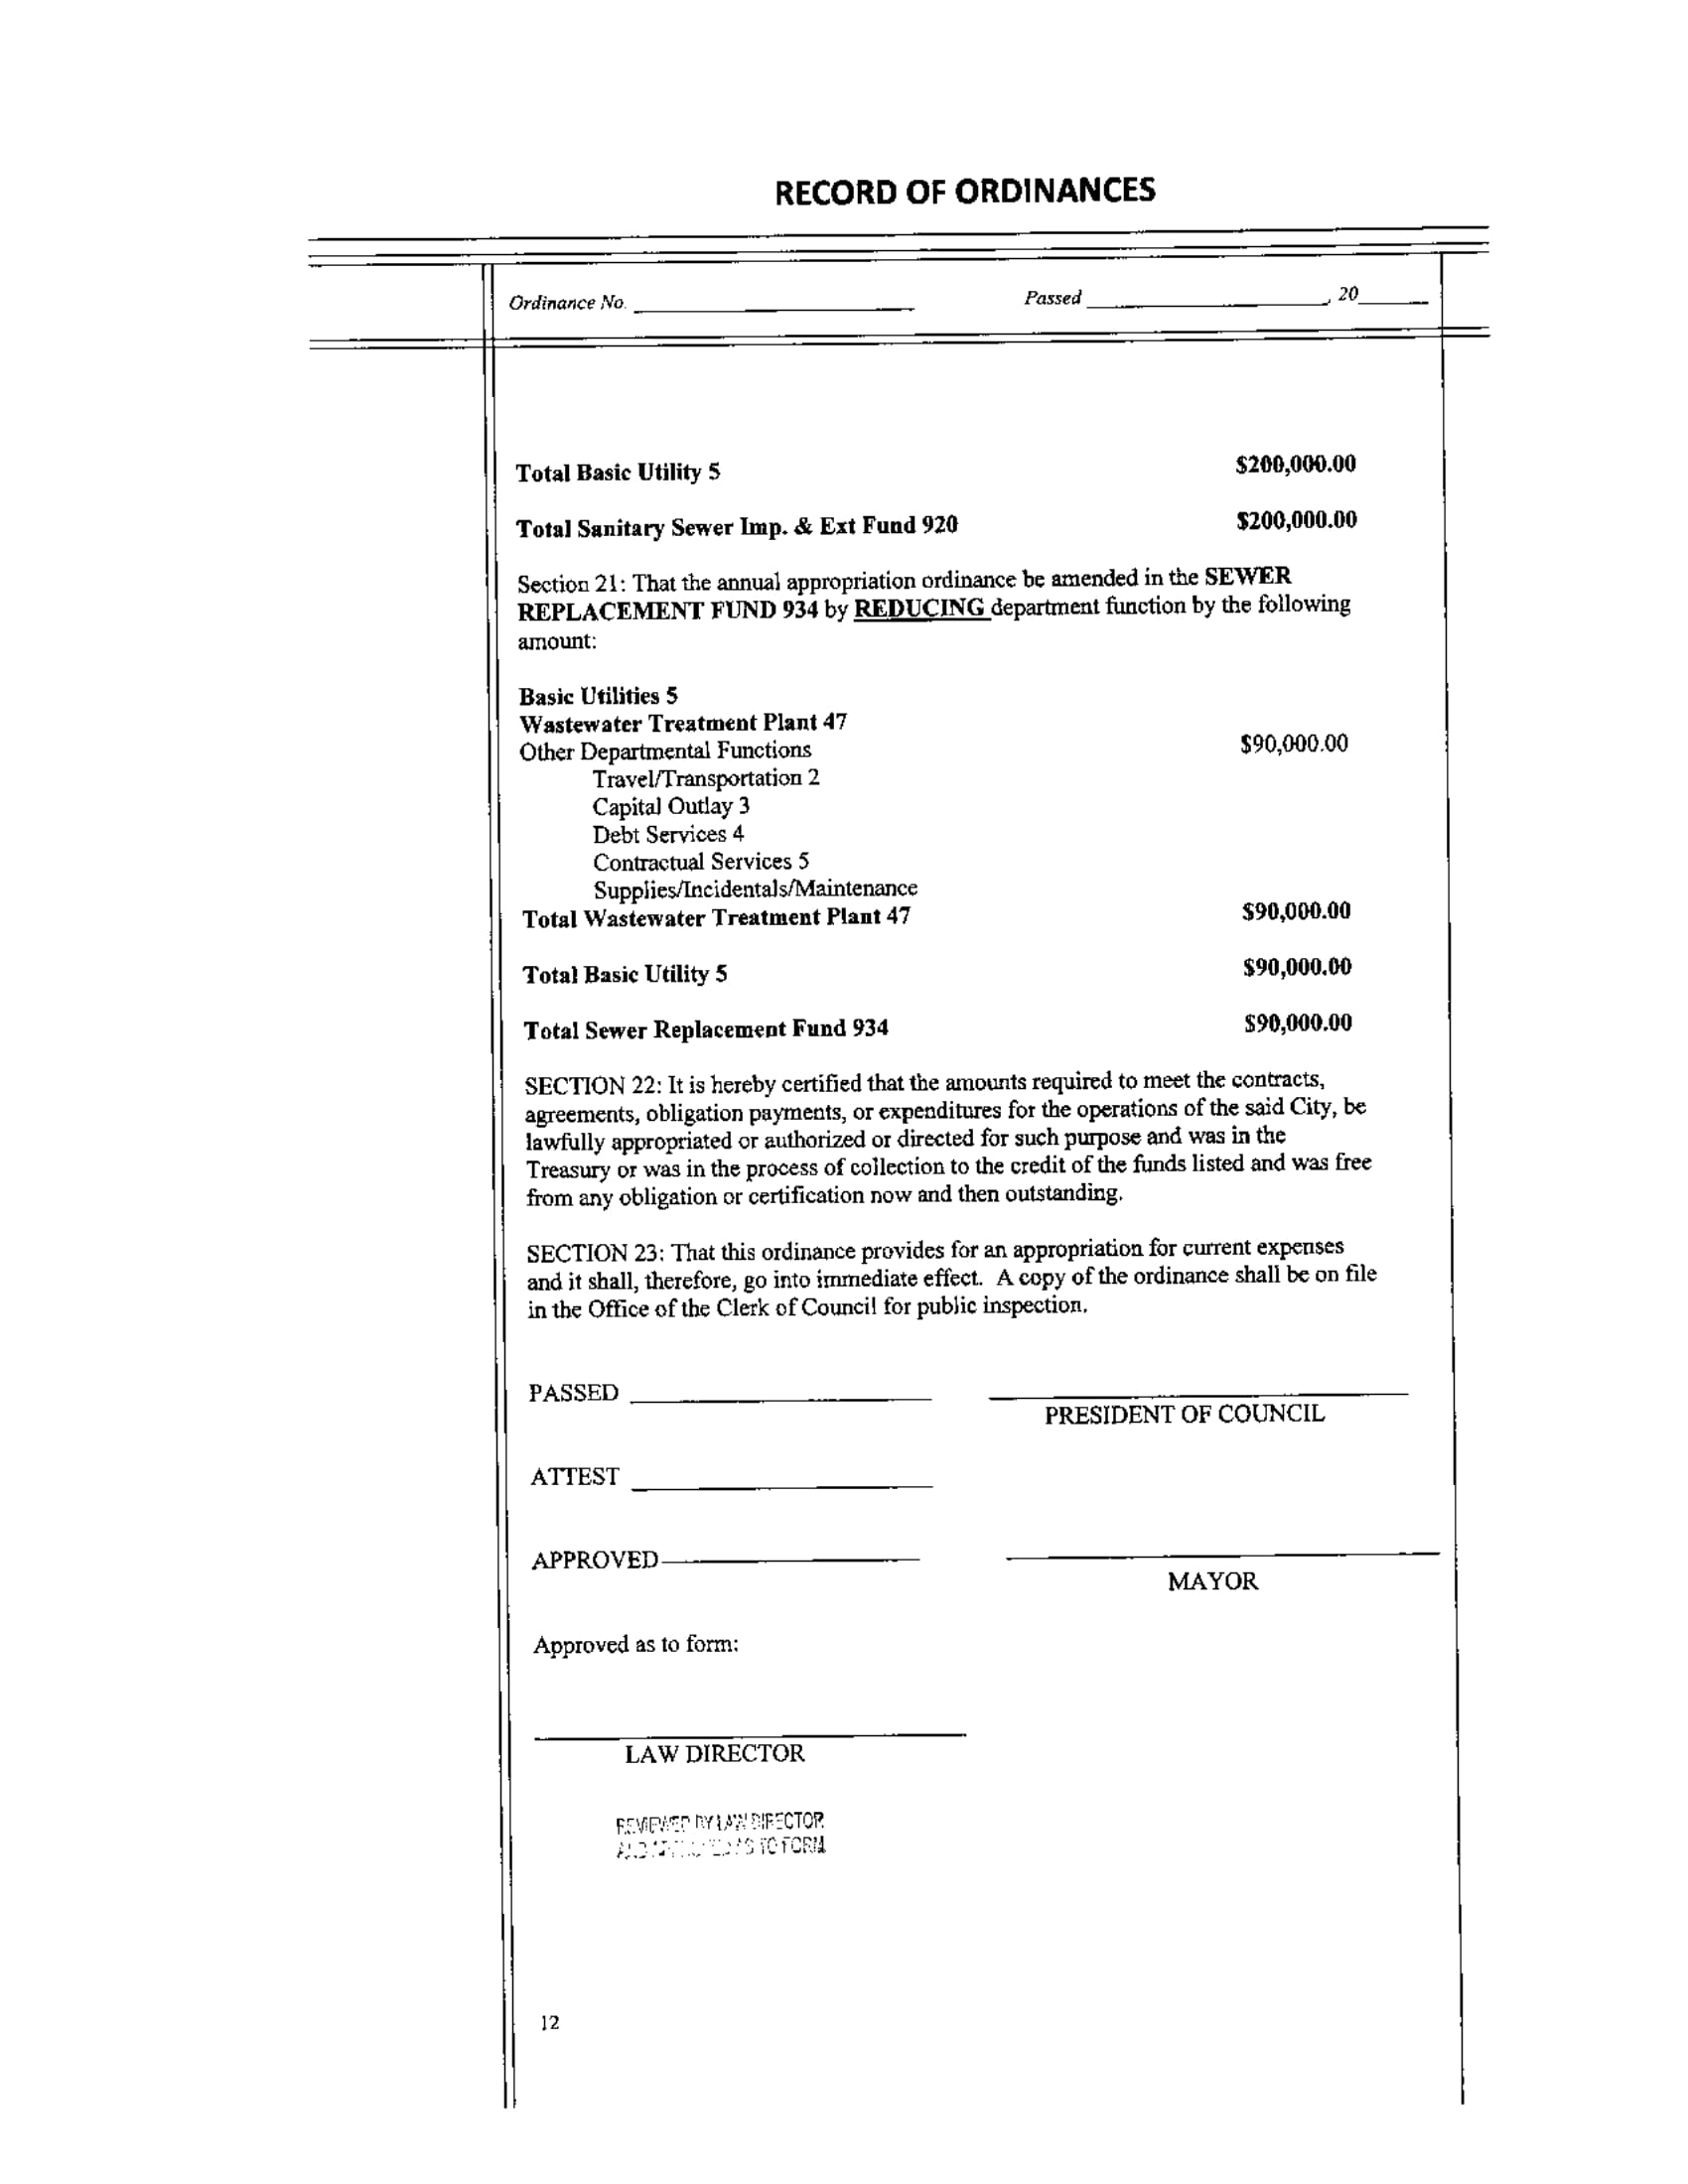 RECORD OF ORDINANCES
Ordinance No. Passed , 20
Total Basic Utility 5 $200,000.00
Total Sanitary Sewer Imp. & Ext Fund 920 $200,000.00
Section 21: That the annual appropriation ordinance be amended in the SEWER
REPLACEMENT FUND 934 by REDUCING department function by the following
amount:
Basic Utilities 5
Wastewater Treatment Plant 47
Other Departmental Functions $90,000.00
Travel/Transportation 2
Capital Outlay 3
Debt Services 4
Contractual Services 5
Supplies/Incidentals/Maintenance
Total Wastewater Treatment Plant 47 $90,000.00
Total Basic Utility 5 $90,000.00
Total Sewer Replacement Fund 934 $90,000.00
SECTION 22: It is hereby certified that the amounts required to meet the contracts,
agreements, obligation payments, or expenditures for the operations of the said City, be
lawfully appropriated or authorized or directed for such purpose and was in the
Treasury or was in the process of collection to the credit of the funds listed and was free
from any obligation or certification now and then outstanding.
SECTION 23: That this ordinance provides for an appropriation for current expenses
and it shall, therefore, go into immediate effect. A copy of the ordinance shall be on file
in the Office of the Clerk of Council for public inspection.
PASSED
PRESIDENT OF COUNCIL
ATTEST
APPROVED
MAYOR
Approved as to form:
LAW DIRECTOR
REVIEWED BY LAW DIRECTOR
AS TO FORM
12